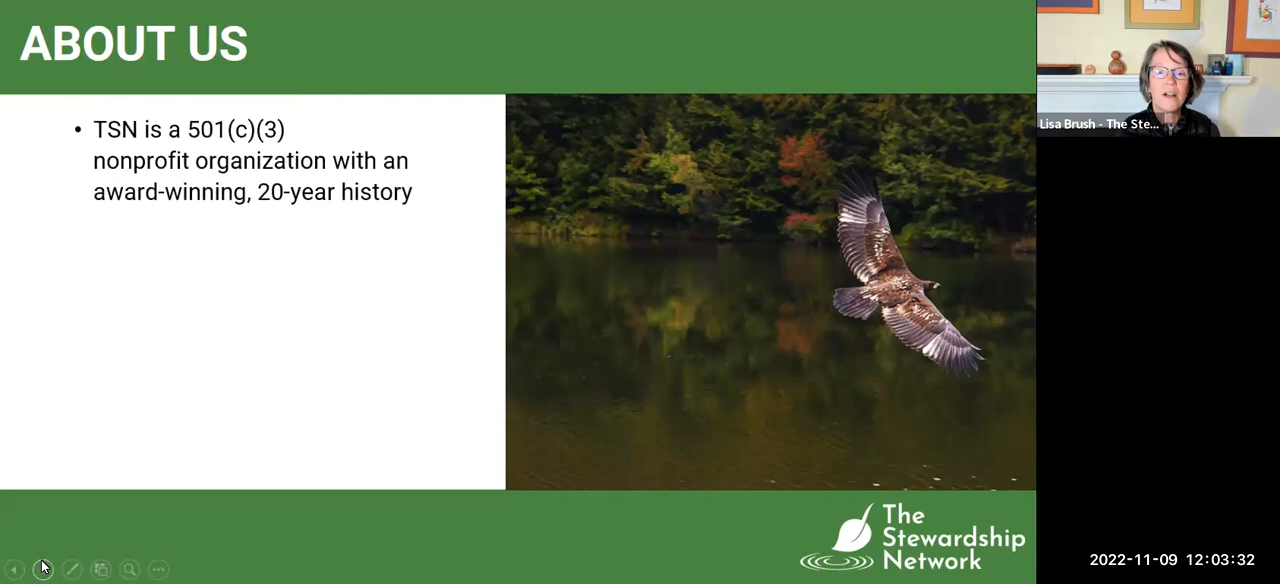 ABOUT US
• TSN is a 501(c)(3)
nonprofit organization with an
award-winning, 20-year history
Lisa Brush - The Ste...
The
Stewardship
Network
2022-11-09 12:03:32